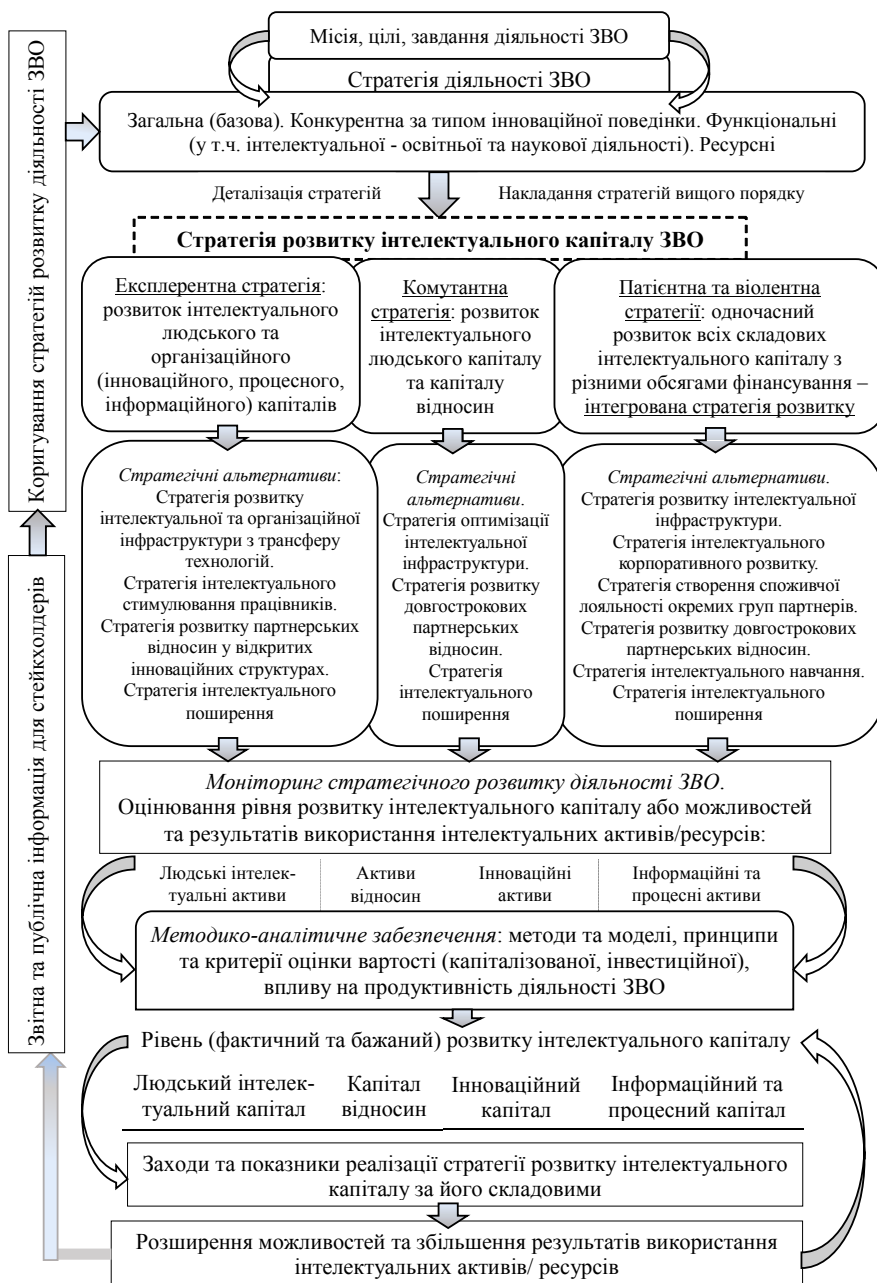 Місія, цілі, завдання діяльності ЗВО
Стратегія діяльності ЗВО
Загальна (базова). Конкурентна за типом інноваційної поведінки. Функціональні
(у т.ч. інтелектуальної - освітньої та наукової діяльності). Ресурсні
Деталізація стратегій
Накладання стратегій вищого порядку
Стратегія розвитку інтелектуального капіталу ЗВО
Експлерентна стратегія:
розвиток інтелектуального
людського та
організаційного
(інноваційного, процесного,
інформаційного) капіталів
Комутантна
стратегія: розвиток
інтелектуального
людського капіталу
та капіталу
відносин
Патієнтна та віолентна
стратегії: одночасний
розвиток всіх складових
інтелектуального капіталу з
різними обсягами фінансування –
інтегрована стратегія розвитку
Стратегічні альтернативи:
Стратегія розвитку
інтелектуальної та організаційної
інфраструктури з трансферу
технологій.
Стратегія інтелектуального
стимулювання працівників.
Стратегія розвитку партнерських
відносин у відкритих
інноваційних структурах.
Стратегія інтелектуального
поширення
Стратегічні
альтернативи.
Стратегія оптимізації
інтелектуальної
інфраструктури.
Стратегія розвитку
довгострокових
партнерських
відносин.
Стратегія
інтелектуального
поширення
Стратегічні альтернативи.
Стратегія розвитку інтелектуальної
інфраструктури.
Стратегія інтелектуального
корпоративного розвитку.
Стратегія створення споживчої
лояльності окремих груп партнерів.
Стратегія розвитку довгострокових
партнерських відносин.
Стратегія інтелектуального навчання.
Стратегія інтелектуального
поширення
Моніторинг стратегічного розвитку діяльності ЗВО.
Оцінювання рівня розвитку інтелектуального капіталу або можливостей
та результатів використання інтелектуальних активів/ресурсів:
Людські інтелек-
туальні активи
Активи
відносин
Інноваційні
активи
Інформаційні та
процесні активи
Методико-аналітичне забезпечення: методи та моделі, принципи
та критерії оцінки вартості (капіталізованої, інвестиційної),
впливу на продуктивність діяльності ЗВО
Рівень (фактичний та бажаний) розвитку інтелектуального капіталу
Людський інтелек-
туальний капітал
Капітал
відносин
Інноваційний
капітал
Інформаційний та
процесний капітал
Заходи та показники реалізації стратегії розвитку інтелектуального
капіталу за його складовими
Розширення можливостей та збільшення результатів використання
інтелектуальних активів/ ресурсів
Звітна та публічна інформація для стейкхолдерів
Коригування стратегій розвитку діяльності ЗВО